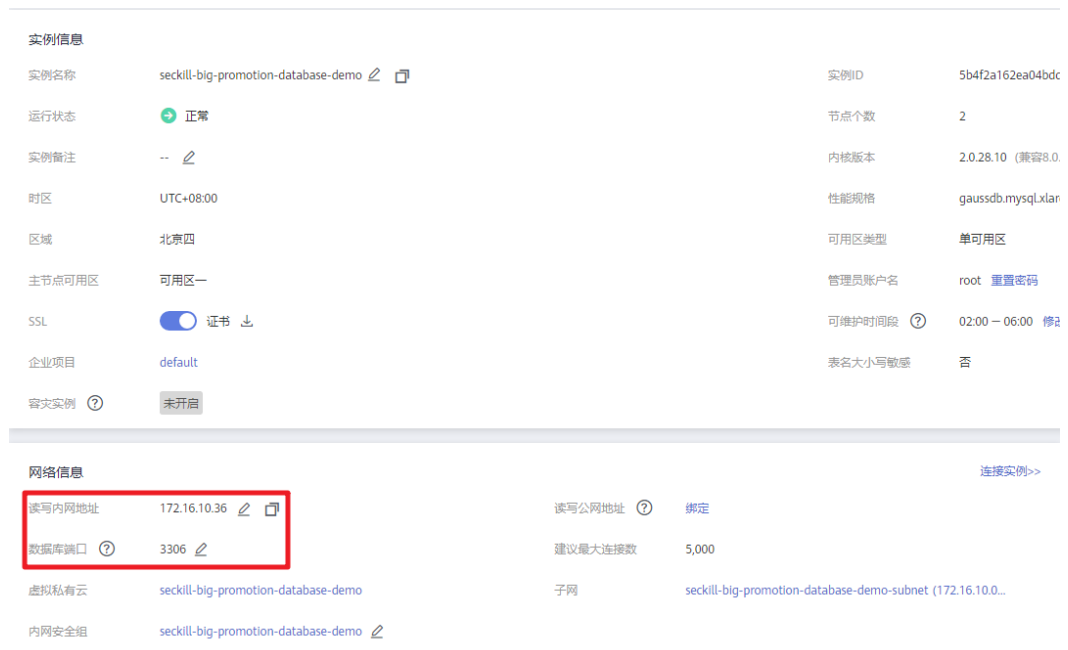 实例信息
实例名称 seckill-big-promotion-database-demo 实例ID 5b4f2a162ea04bdc
运行状态 正常 节点个数 2
实例备注 -- 内核版本 2.0.28.10 (兼容8.0.
时区 UTC+08:00 性能规格 gaussdb.mysql.xlar
区域 北京四 可用区类型 单可用区
主节点可用区 可用区一 管理员账户名 root 重置密码
SSL 证书 可维护时间段 02:00 — 06:00 修改
企业项目 default 表名大小写敏感 否
容灾实例 未开启
网络信息 连接实例>>
读写内网地址 172.16.10.36 读写公网地址 绑定
数据库端口 3306 建议最大连接数 5,000
虚拟私有云 seckill-big-promotion-database-demo 子网 seckill-big-promotion-database-demo-subnet (172.16.10.0...
内网安全组 seckill-big-promotion-database-demo